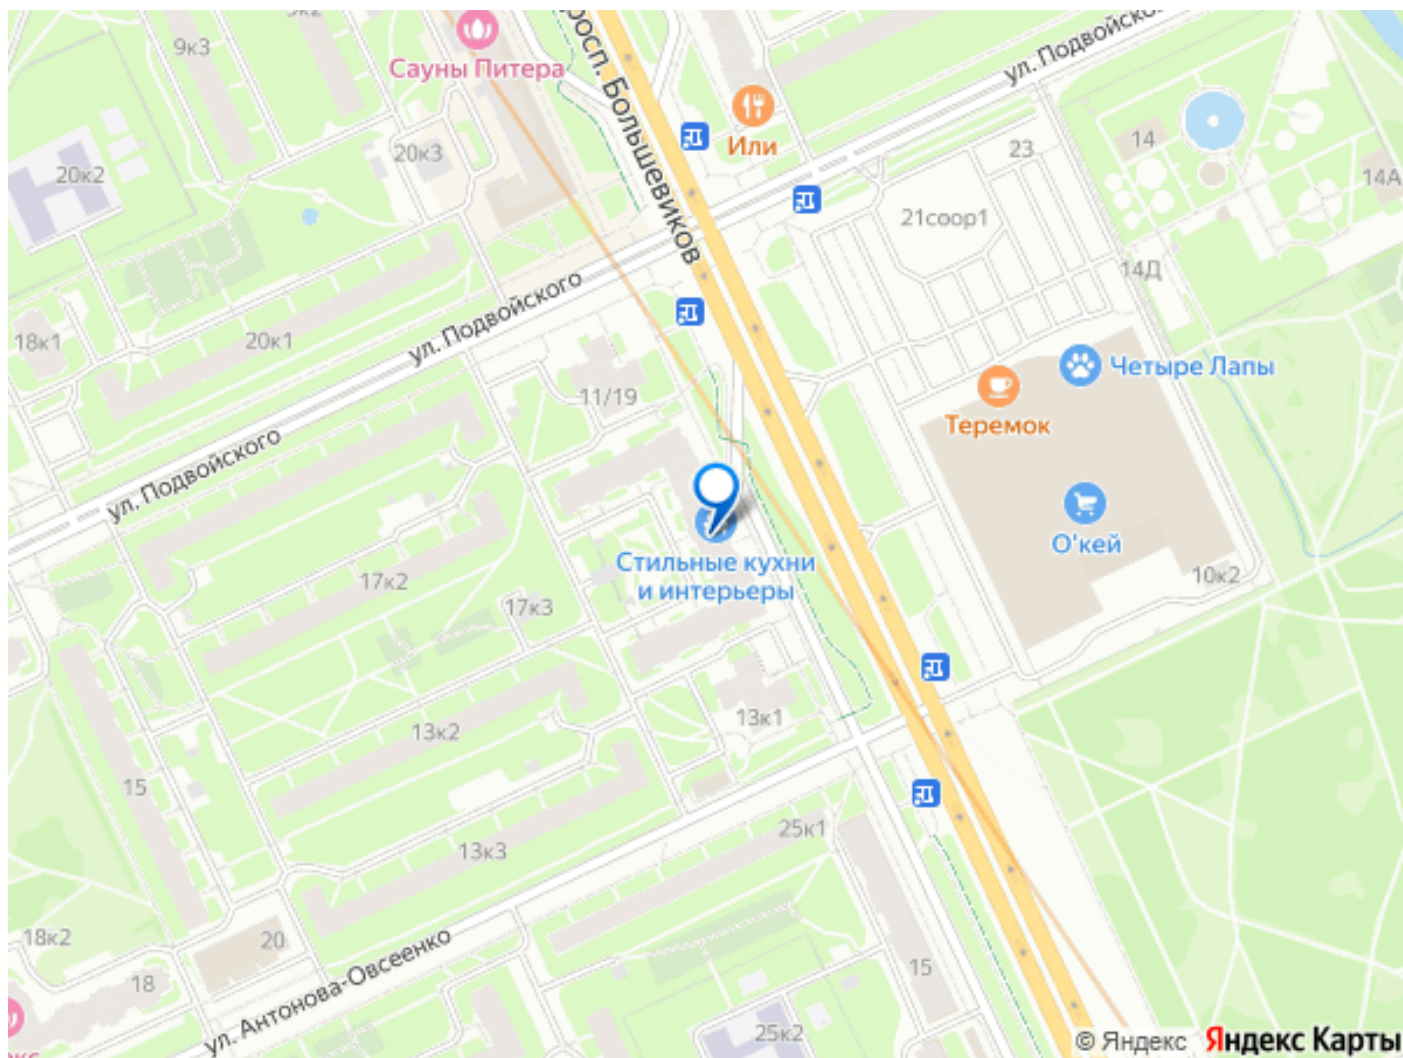 9к3
Сауны Питера
просп. Большевиков
ул. Подвойского
Или
20к3
20к2
23
14
14А
21соор1
14Д
18к1
20к1
ул. Подвойского
11/19
Четыре Лапы
Теремок
ул. Подвойского
О'кей
Стильные кухни
и интерьеры
10к2
17к2
17к3
13к1
13к2
15
25к1
13к3
18к2
20
18
ул. Антонова-Овсеенко
15
25к2
© Яндекс
Яндекс Карты